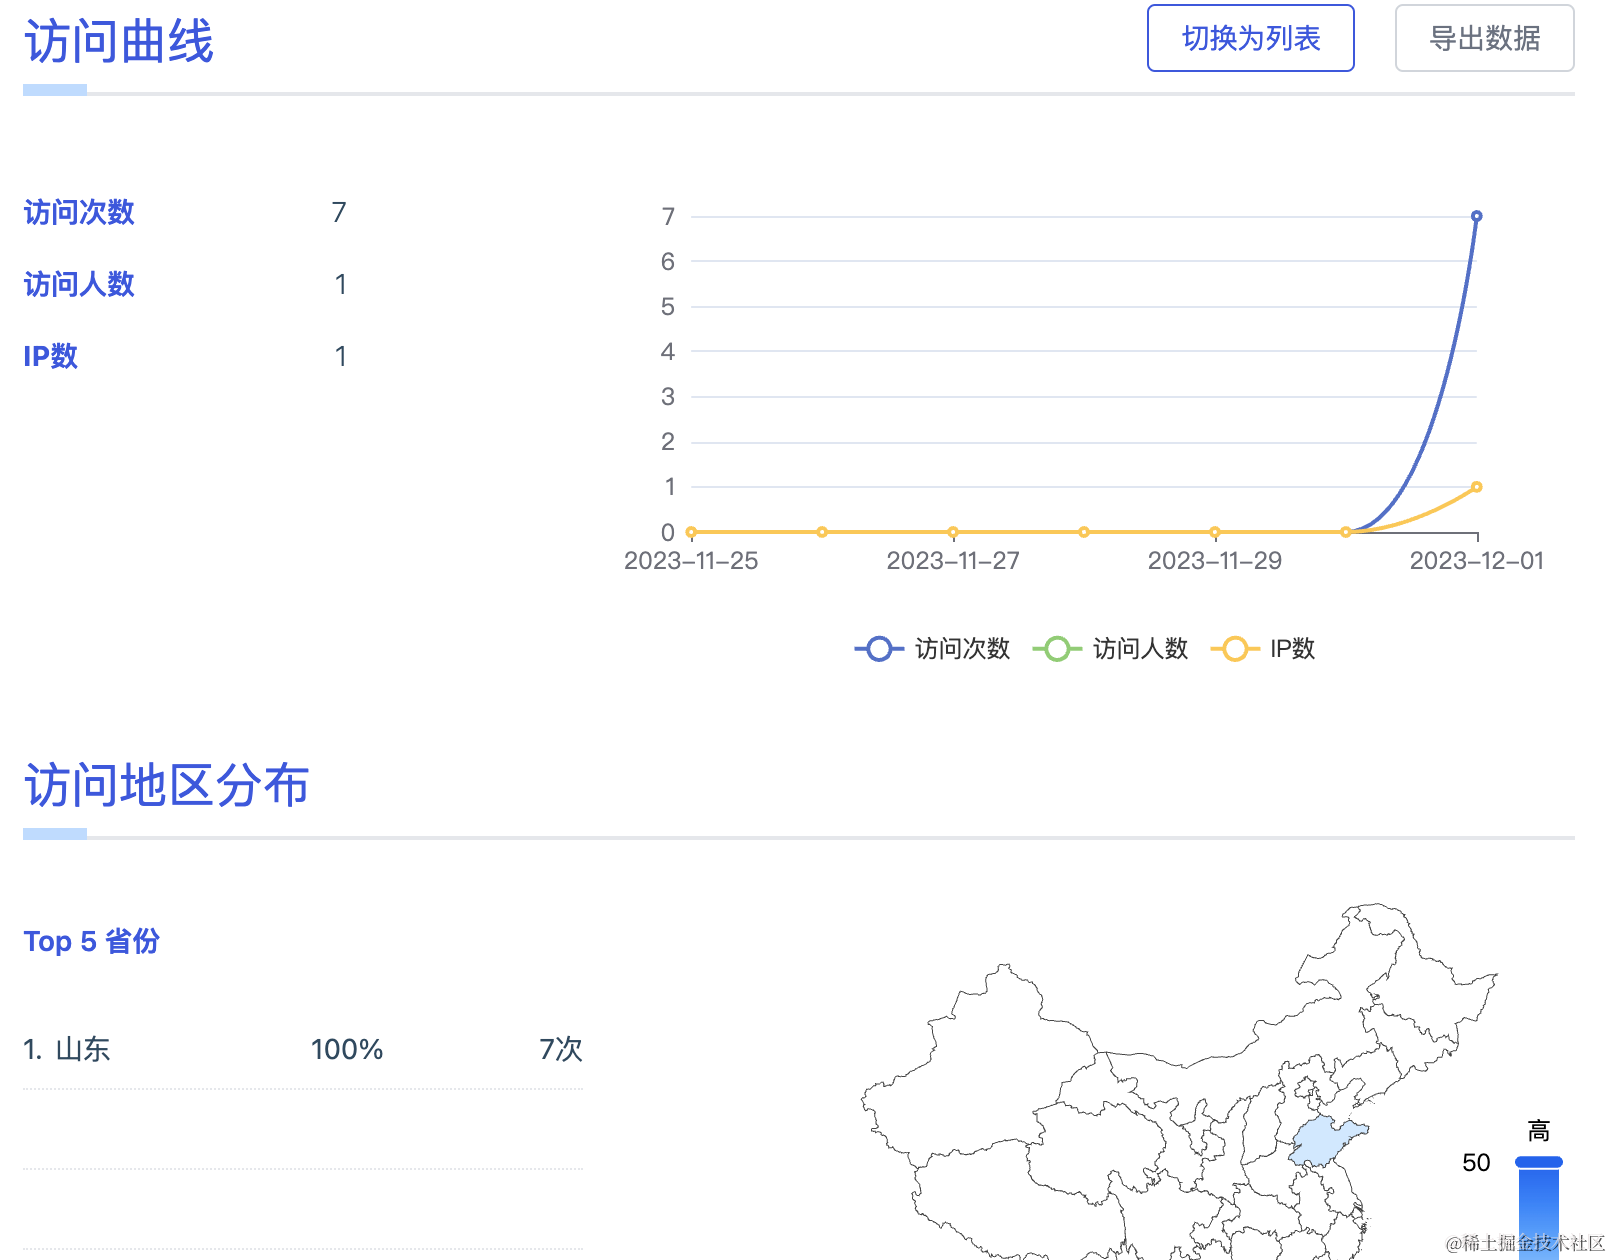 访问曲线
切换为列表
导出数据
访问次数 7
访问人数 1
IP数 1
7
6
5
4
3
2
1
0
2023-11-25 2023-11-27 2023-11-29 2023-12-01
访问次数 访问人数 IP数
访问地区分布
Top 5 省份
1. 山东 100% 7次
高
50
@稀土掘金技术社区